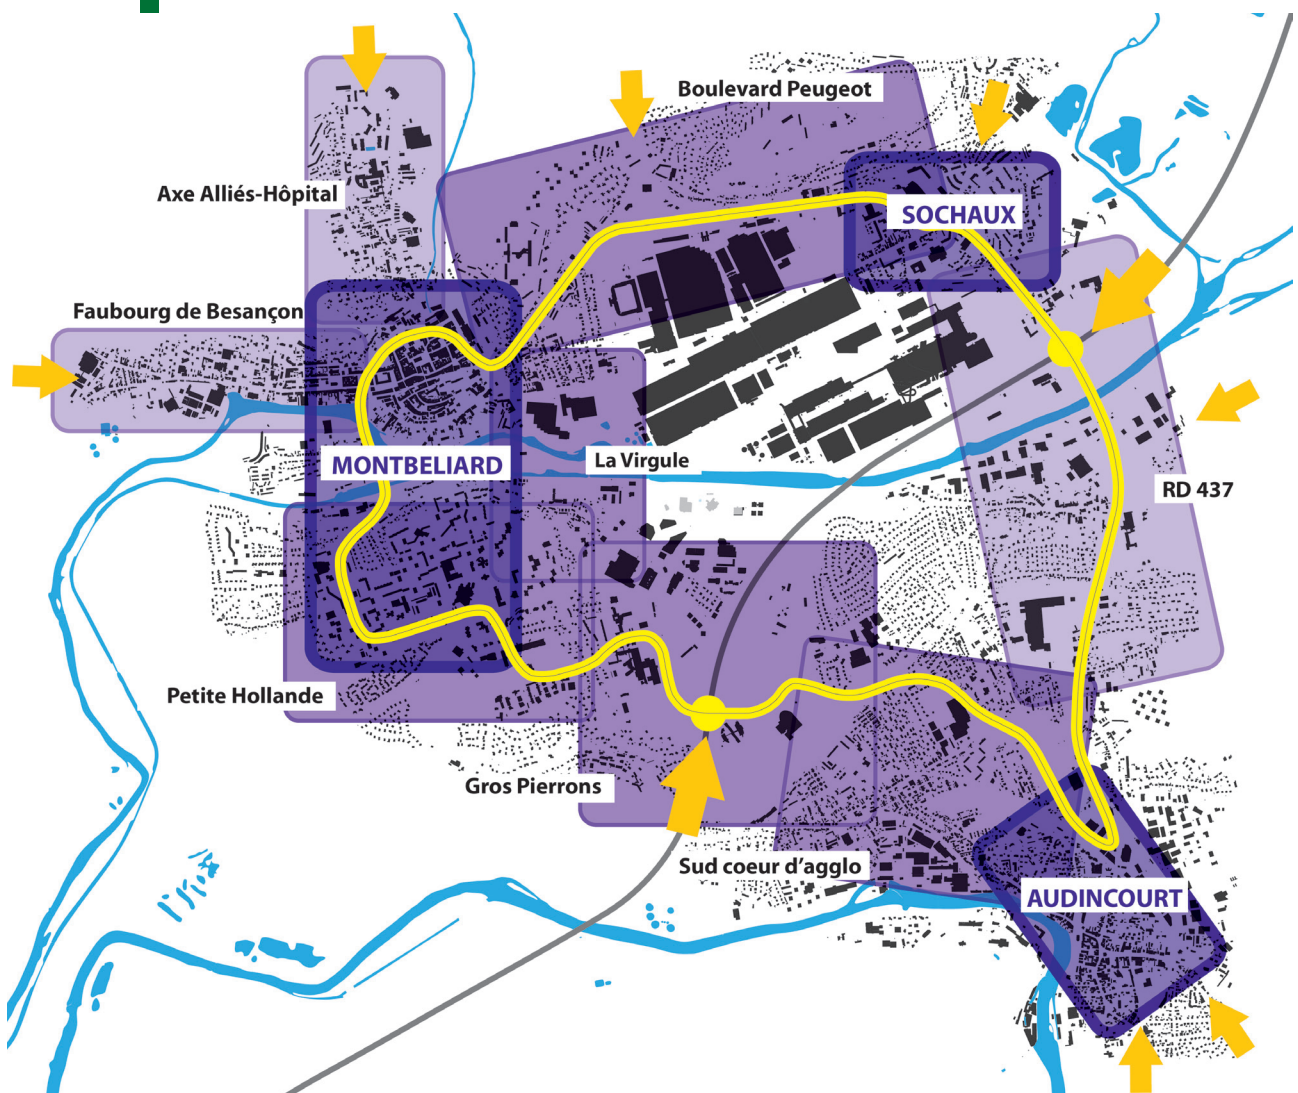 Boulevard Peugeot
Axe Alliés-Hôpital
SOCHAUX
Faubourg de Besançon
MONTBELIARD
La Virgule
RD 437
Petite Hollande
Gros Pierrons
Sud coeur d’agglo
AUDINCOURT